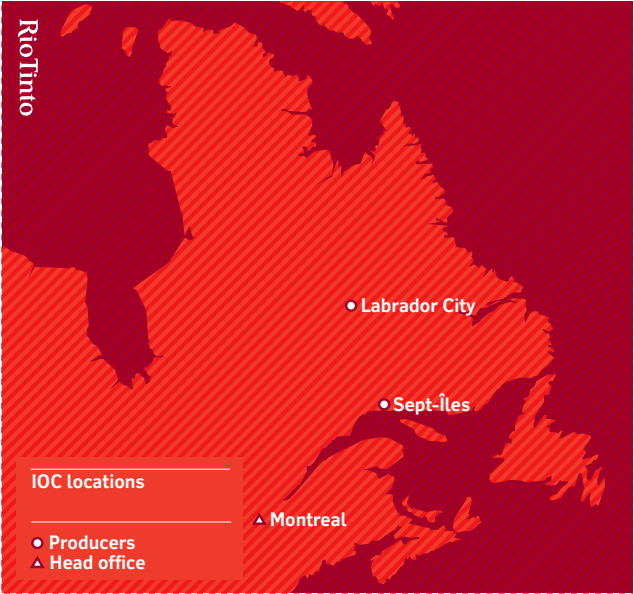 RioTinto
Labrador City
Sept-Îles
Montreal
IOC locations
Producers
Head office